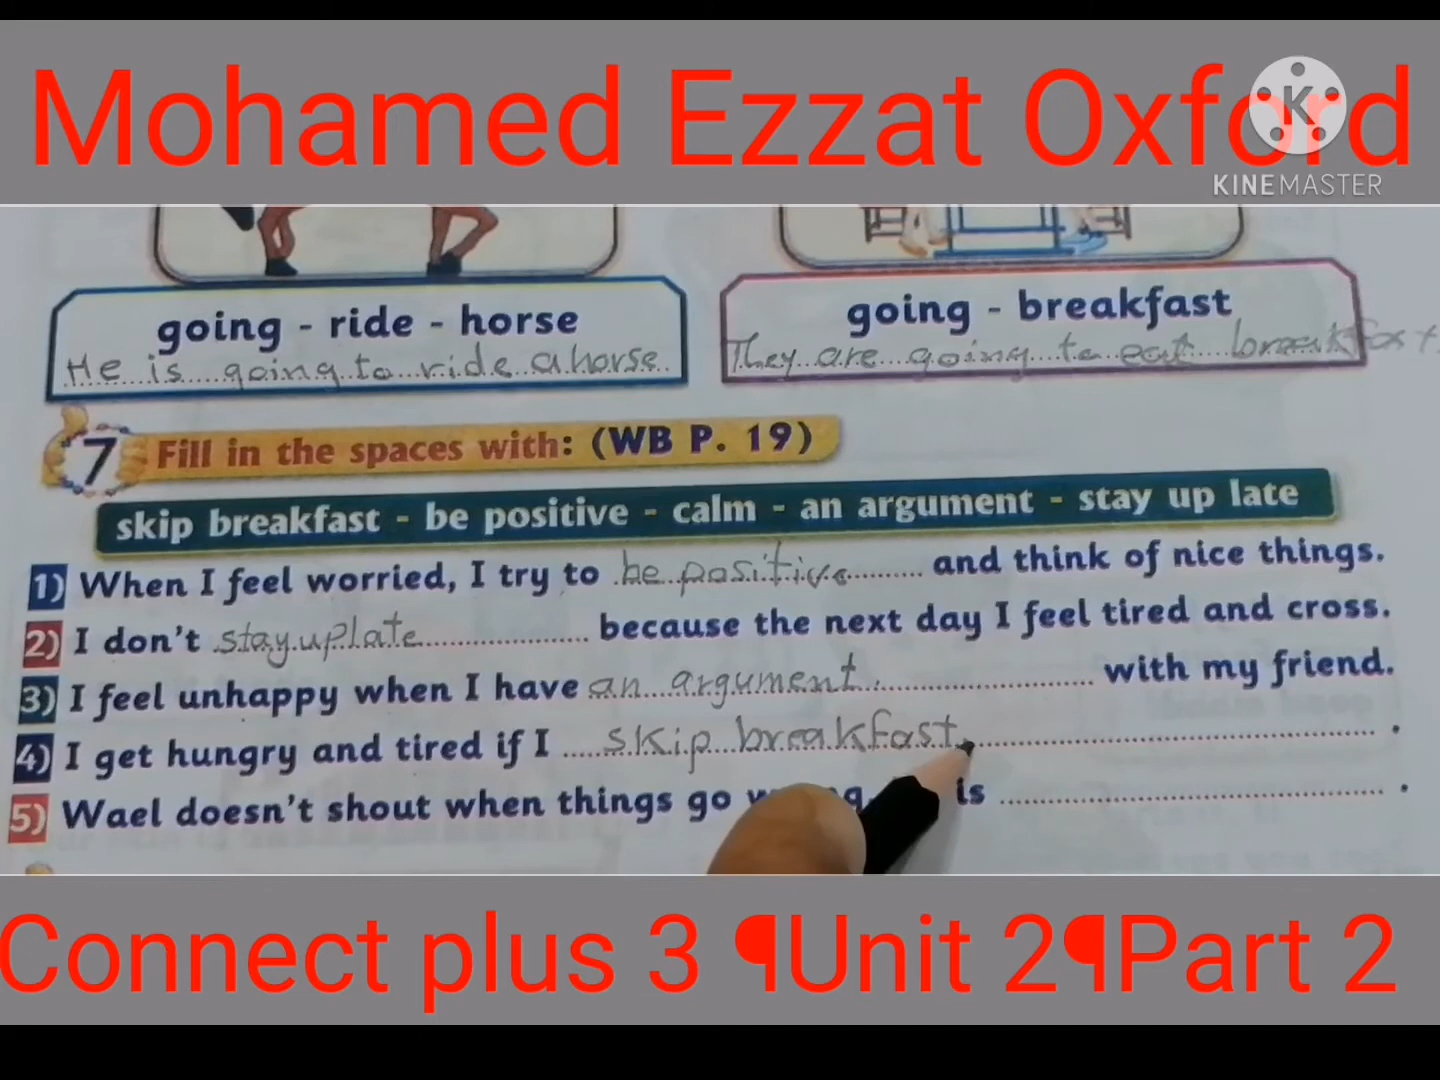 Mohamed Ezzat Oxford
KINEMASTER
going - ride - horse
He is going to ride a horse
going - breakfast
They are going to eat breakfast
7 Fill in the spaces with: (WB P. 19)
skip breakfast - be positive - calm - an argument - stay up late
1) When I feel worried, I try to be positive and think of nice things.
2) I don't stay up late because the next day I feel tired and cross.
3) I feel unhappy when I have an argument with my friend.
4) I get hungry and tired if I skip breakfast .
5) Wael doesn't shout when things go is .
Connect plus 3 ¶Unit 2¶Part 2